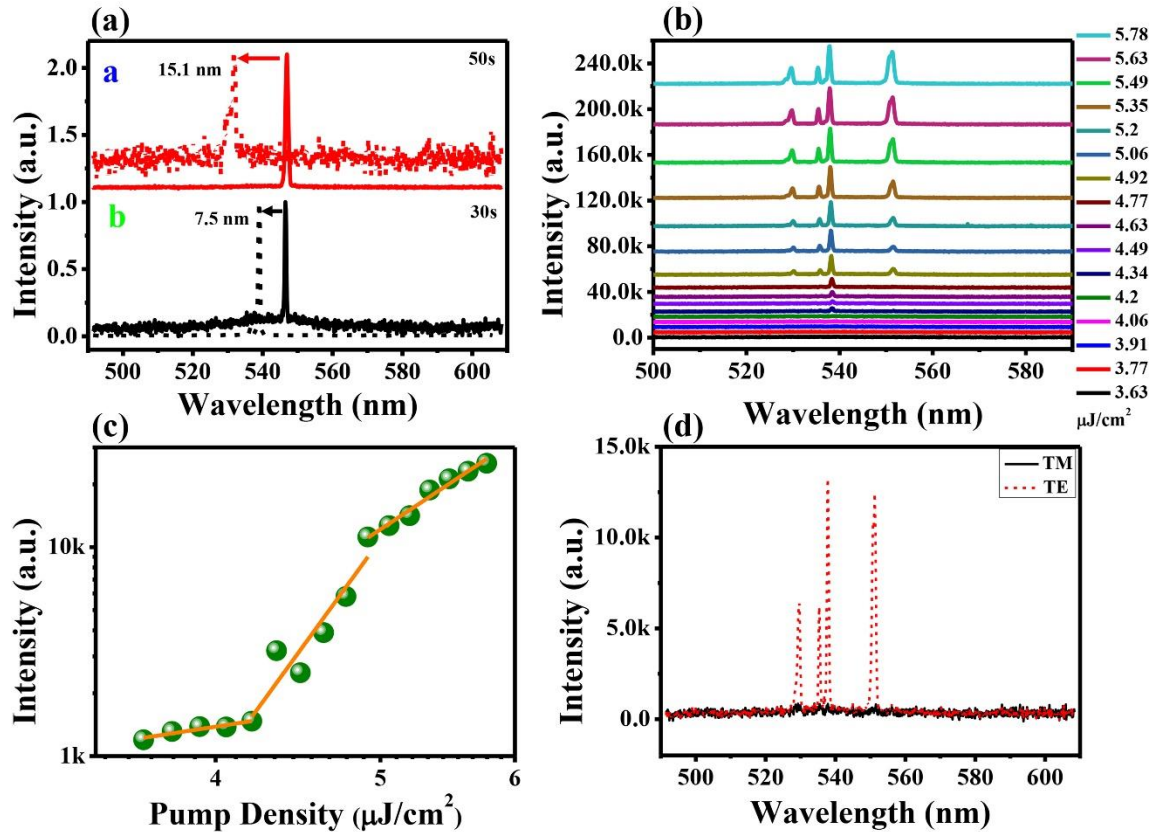 (a)
a
15.1 nm
50s
b
7.5 nm
30s
2.0
1.5
1.0
0.5
0.0
500 520 540 560 580 600
Intensity (a.u.)
Wavelength (nm)
(b)
240.0k
200.0k
160.0k
120.0k
80.0k
40.0k
0.0
500 520 540 560 580
Intensity (a.u.)
Wavelength (nm)
5.78
5.63
5.49
5.35
5.2
5.06
4.92
4.77
4.63
4.49
4.34
4.2
4.06
3.91
3.77
3.63
μJ/cm²
(c)
10k
1k
4 5 6
Intensity (a.u.)
Pump Density (μJ/cm²)
(d)
TM
TE
15.0k
10.0k
5.0k
0.0
500 520 540 560 580 600
Intensity (a.u.)
Wavelength (nm)